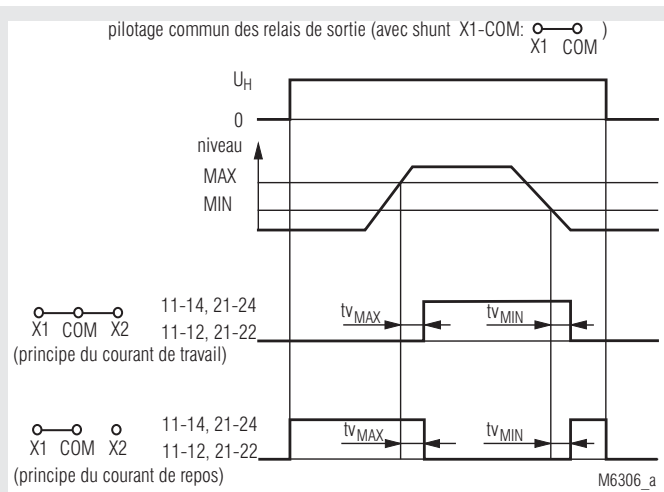 pilotage commun des relais de sortie (avec shunt X1-COM: X1 COM )
UH
0
niveau
MAX
MIN
11-14, 21-24
tvMAX
tvMIN
X1 COM X2
11-12, 21-22
(principe du courant de travail)
11-14, 21-24
tvMAX
tvMIN
X1 COM X2
11-12, 21-22
(principe du courant de repos)
M6306_a